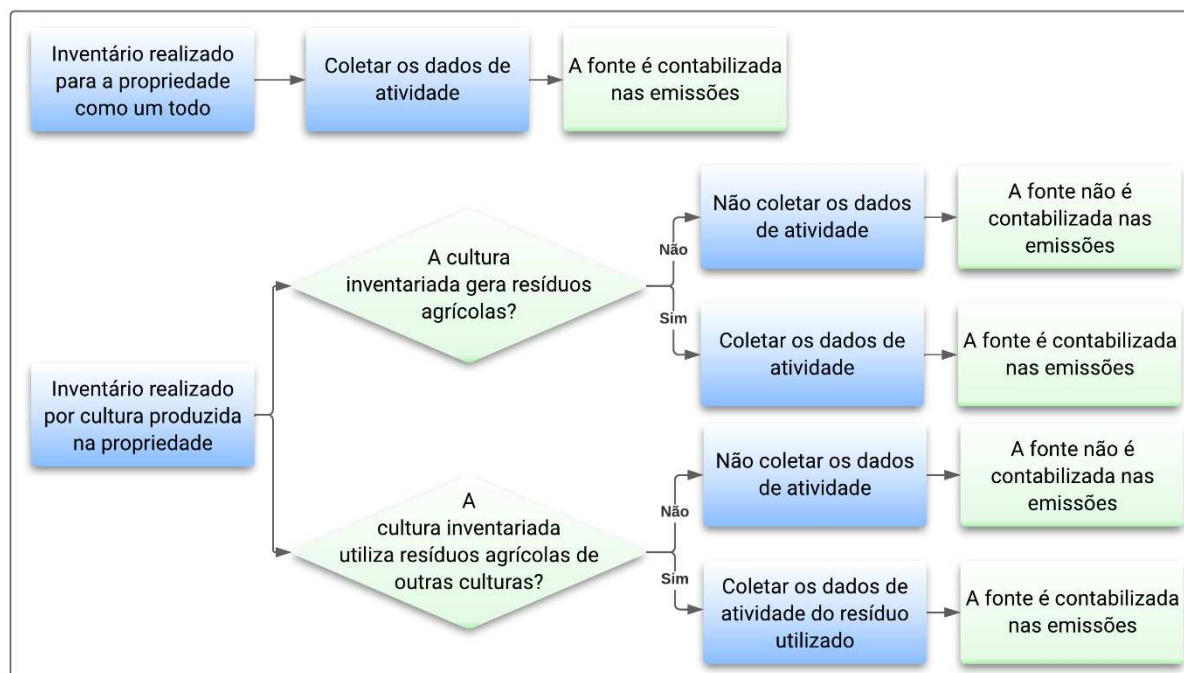 Inventário realizado
para a propriedade
como um todo
Coletar os dados de
atividade
A fonte é contabilizada
nas emissões
Inventário realizado
por cultura produzida
na propriedade
A cultura
inventariada gera resíduos
agrícolas?
Não
Não coletar os dados
de atividade
A fonte não é
contabilizada nas
emissões
Sim
Coletar os dados de
atividade
A fonte é contabilizada
nas emissões
A
cultura inventariada
utiliza resíduos agrícolas de
outras culturas?
Não
Não coletar os dados
de atividade
A fonte não é
contabilizada nas
emissões
Sim
Coletar os dados de
atividade do resíduo
utilizado
A fonte é contabilizada
nas emissões